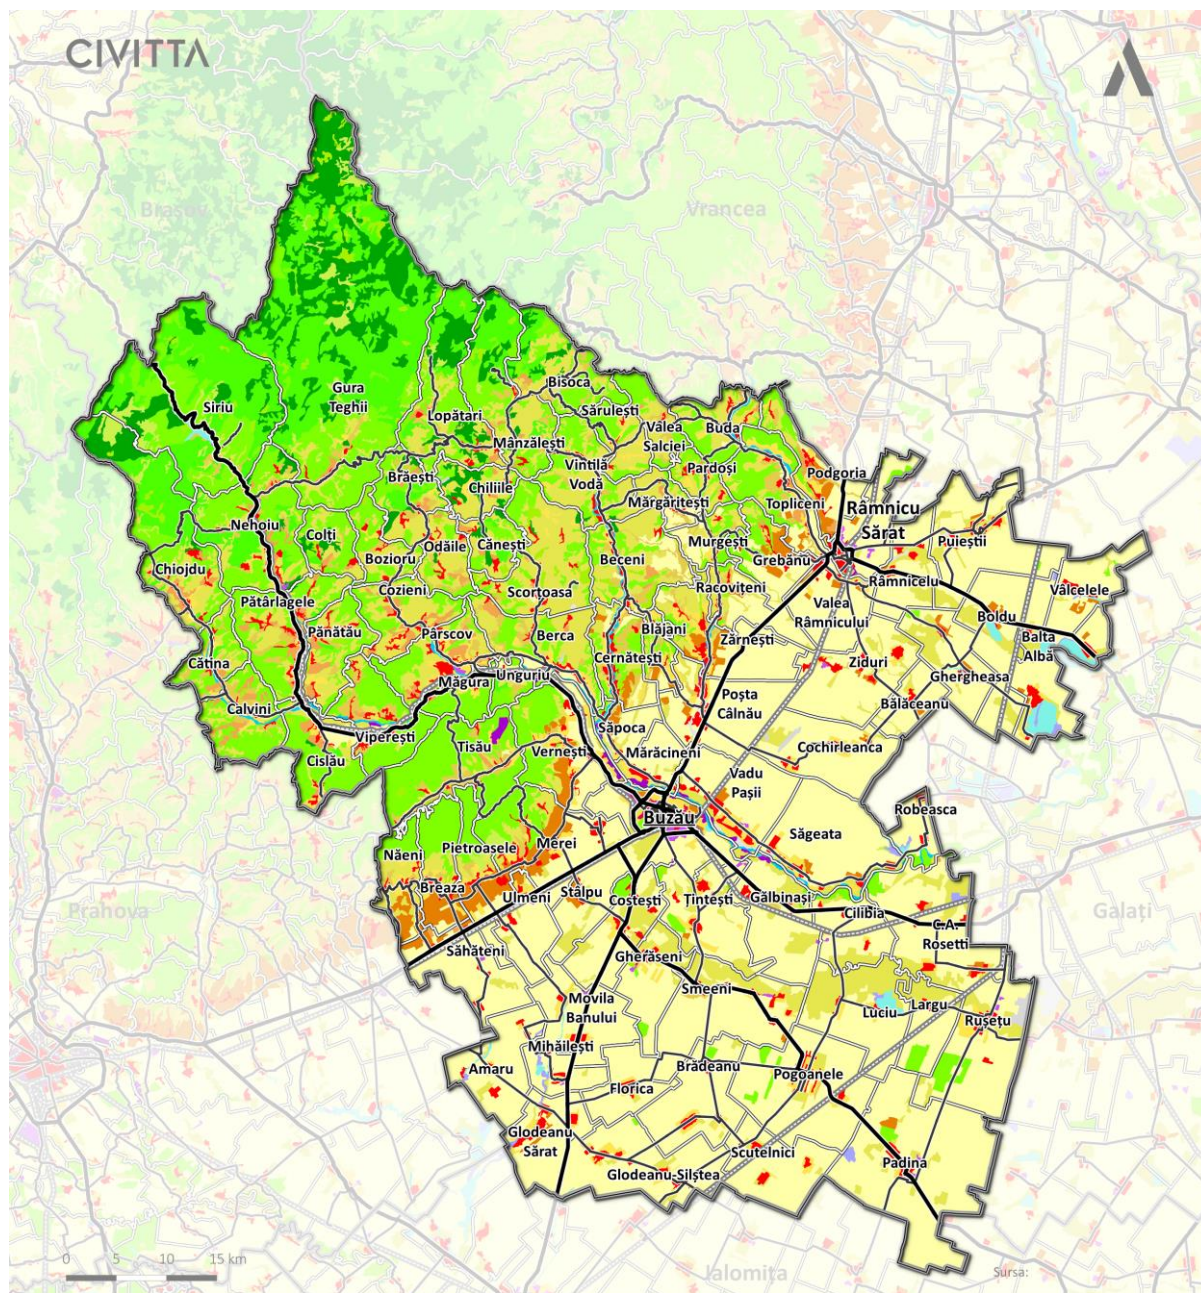 CIVITTA
Brașov
Vrancea
Bisoca
Gura
Teghii
Siriu
Lopătari
Sărulești
Valea
Salciei
Buda
Mânzălești
Brăești
Vintilă
Vodă
Pardoși
Podgoria
Chiliile
Mărgăritești
Topliceni
Râmnicu
Sărat
Nehoiu
Colți
Odăile
Cănești
Murgești
Puieștii
Bozioru
Beceni
Grebănu
Chiojdu
Râmnicelu
Cozieni
Scorțoasa
Racovițeni
Vâlcelele
Pătârlagele
Valea
Râmnicului
Boldu
Pănătău
Pârscov
Berca
Blăjani
Zărnești
Balta
Albă
Cătina
Cernătești
Ziduri
Măgura
Unguriu
Ghergheasa
Calvini
Poșta
Câlnău
Bălăceanu
Săpoca
Viperești
Tisău
Vernești
Mărăcineni
Cochirleanca
Cislău
Vadu
Pașii
Robeasca
Buzău
Săgeata
Năeni
Pietroasele
Merei
Breaza
Ulmeni
Stâlpu
Costești
Țintești
Gălbinași
Prahova
Cilibia
Galați
C.A.
Rosetti
Săhăteni
Gherăseni
Smeeni
Movila
Banului
Luciu
Largu
Rușețu
Mihăilești
Amaru
Brădeanu
Pogoanele
Florica
Glodeanu
Sărat
Scutelnici
Padina
Glodeanu-Siliștea
0 5 10 15 km
Ialomița
Sursa: